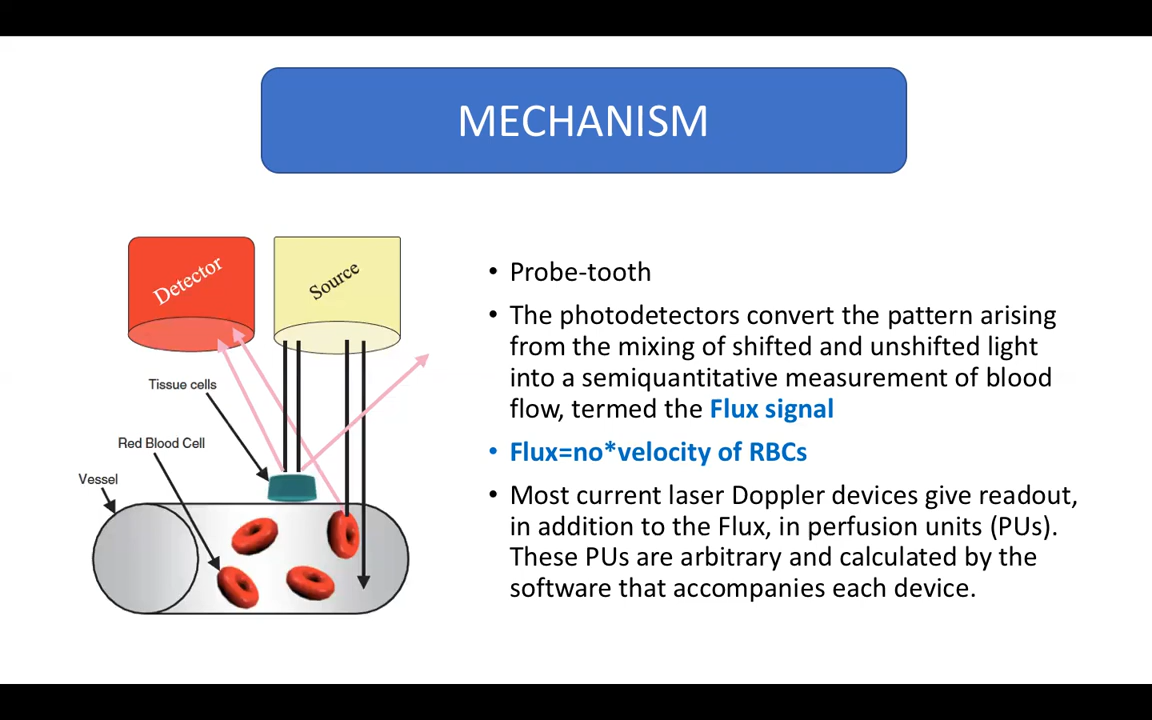 MECHANISM
Detector
Source
Tissue cells
Red Blood Cell
Vessel
• Probe-tooth
• The photodetectors convert the pattern arising
from the mixing of shifted and unshifted light
into a semiquantitative measurement of blood
flow, termed the Flux signal
• Flux=no*velocity of RBCs
• Most current laser Doppler devices give readout,
in addition to the Flux, in perfusion units (PUs).
These PUs are arbitrary and calculated by the
software that accompanies each device.